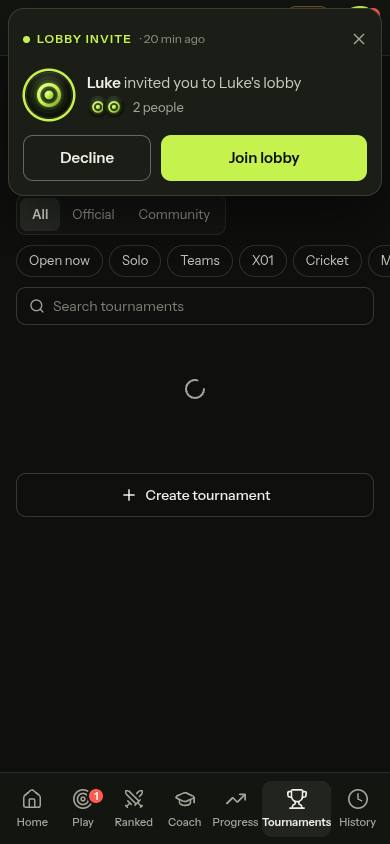 LOBBY INVITE · 20 min ago
Luke invited you to Luke's lobby
2 people
Decline
Join lobby
All Official Community
Open now Solo Teams X01 Cricket M
Search tournaments
Create tournament
1
Home Play Ranked Coach Progress Tournaments History